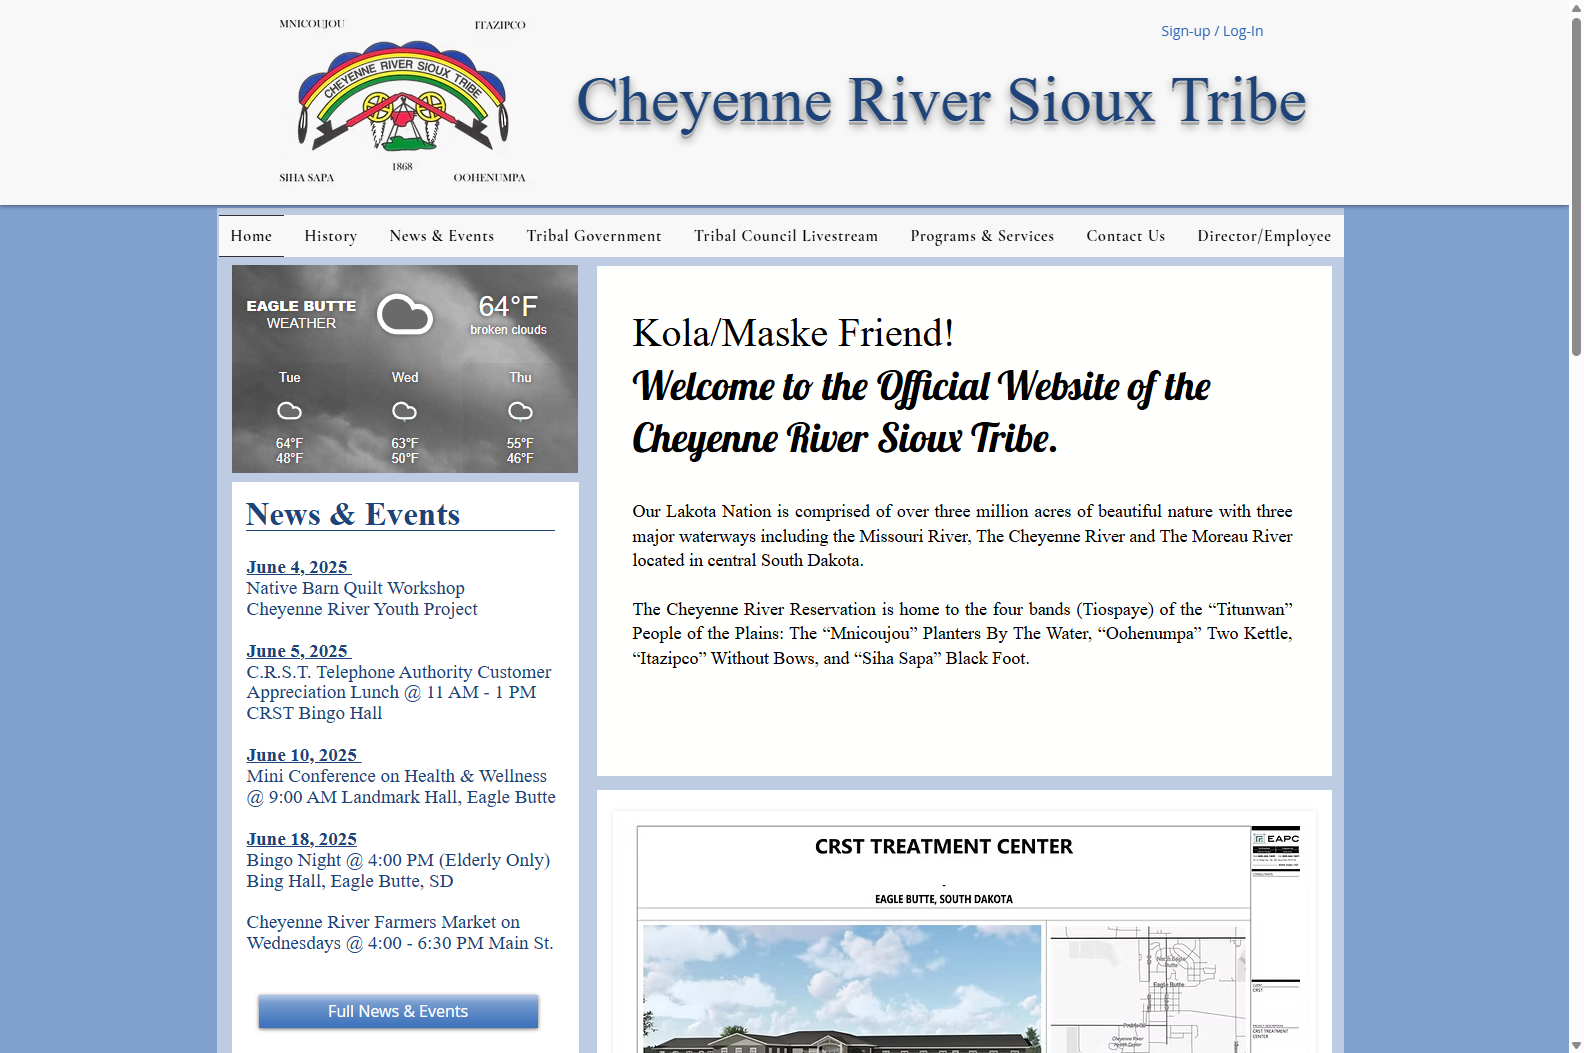 MNICOUJOU
ITAZIPCO
CHEYENNE RIVER SIOUX TRIBE
1868
SIHA SAPA
OOHENUMPA
Sign-up / Log-In
Cheyenne River Sioux Tribe
Home
History
News & Events
Tribal Government
Tribal Council Livestream
Programs & Services
Contact Us
Director/Employee
EAGLE BUTTE
WEATHER
64°F
broken clouds
Tue
Wed
Thu
64°F
63°F
55°F
48°F
50°F
46°F
News & Events
June 4, 2025
Native Barn Quilt Workshop
Cheyenne River Youth Project
June 5, 2025
C.R.S.T. Telephone Authority Customer
Appreciation Lunch @ 11 AM - 1 PM
CRST Bingo Hall
June 10, 2025
Mini Conference on Health & Wellness
@ 9:00 AM Landmark Hall, Eagle Butte
June 18, 2025
Bingo Night @ 4:00 PM (Elderly Only)
Bing Hall, Eagle Butte, SD
Cheyenne River Farmers Market on
Wednesdays @ 4:00 - 6:30 PM Main St.
Full News & Events
Kola/Maske Friend!
Welcome to the Official Website of the
Cheyenne River Sioux Tribe.
Our Lakota Nation is comprised of over three million acres of beautiful nature with three
major waterways including the Missouri River, The Cheyenne River and The Moreau River
located in central South Dakota.
The Cheyenne River Reservation is home to the four bands (Tiospaye) of the “Titunwan”
People of the Plains: The “Mnicoujou” Planters By The Water, “Oohenumpa” Two Kettle,
“Itazipco” Without Bows, and “Siha Sapa” Black Foot.
CRST TREATMENT CENTER
-
EAGLE BUTTE, SOUTH DAKOTA
EAPC
North Eagle
Butte
Eagle Butte
Cheyenne River
Health Center
CRST
CRST TREATMENT
CENTER